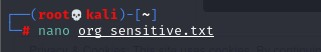 ┌──(root💀kali)-[~]
└─# nano org_sensitive.txt